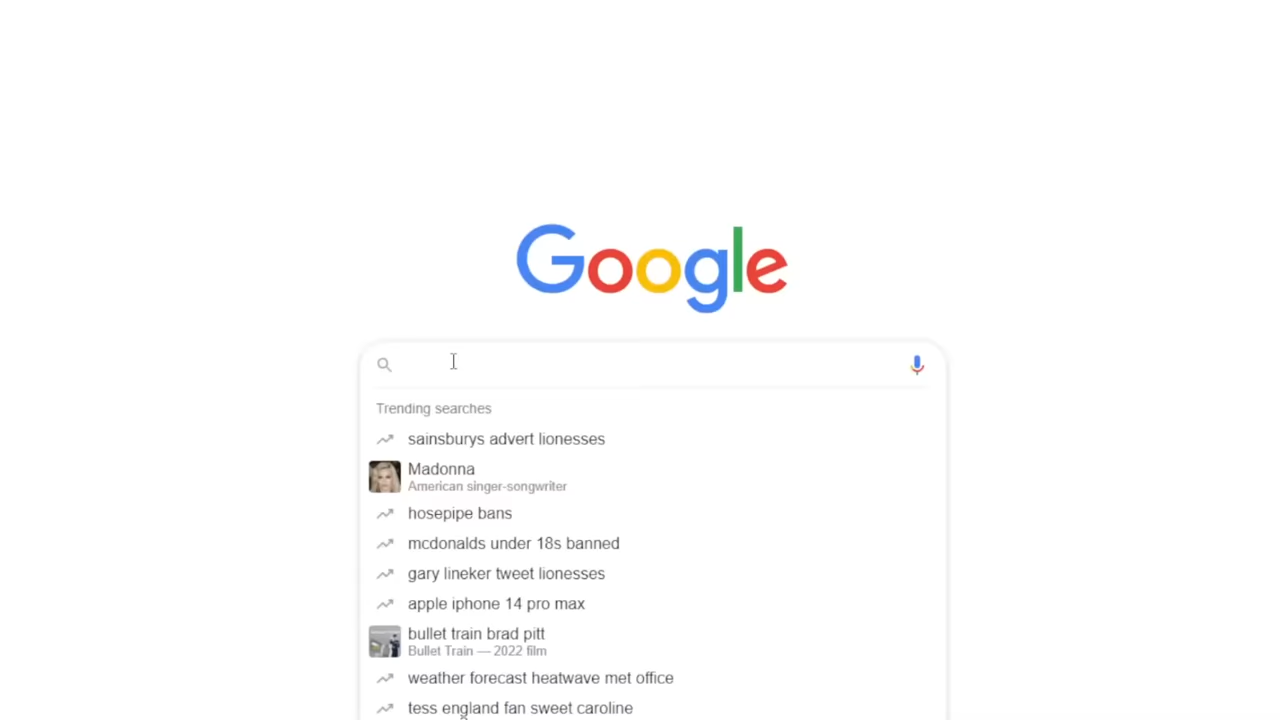 Google
Trending searches
sainsburys advert lionesses
Madonna
American singer-songwriter
hosepipe bans
mcdonalds under 18s banned
gary lineker tweet lionesses
apple iphone 14 pro max
bullet train brad pitt
Bullet Train — 2022 film
weather forecast heatwave met office
tess england fan sweet caroline